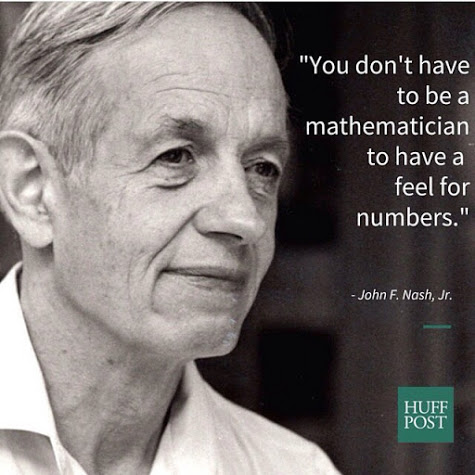 "You don't have
to be a
mathematician
to have a
feel for
numbers."
- John F. Nash, Jr.
HUFF
POST